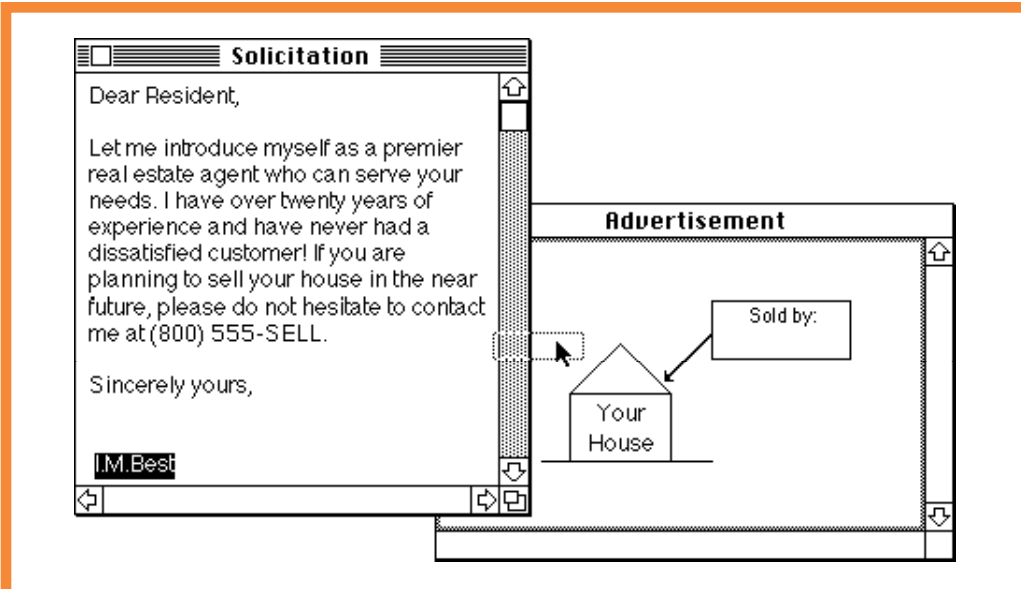 Solicitation
Dear Resident,
Let me introduce myself as a premier
real estate agent who can serve your
needs. I have over twenty years of
experience and have never had a
dissatisfied customer! If you are
planning to sell your house in the near
future, please do not hesitate to contact
me at (800) 555-SELL.
Sincerely yours,
I.M.Best
Advertisement
Sold by:
Your
House